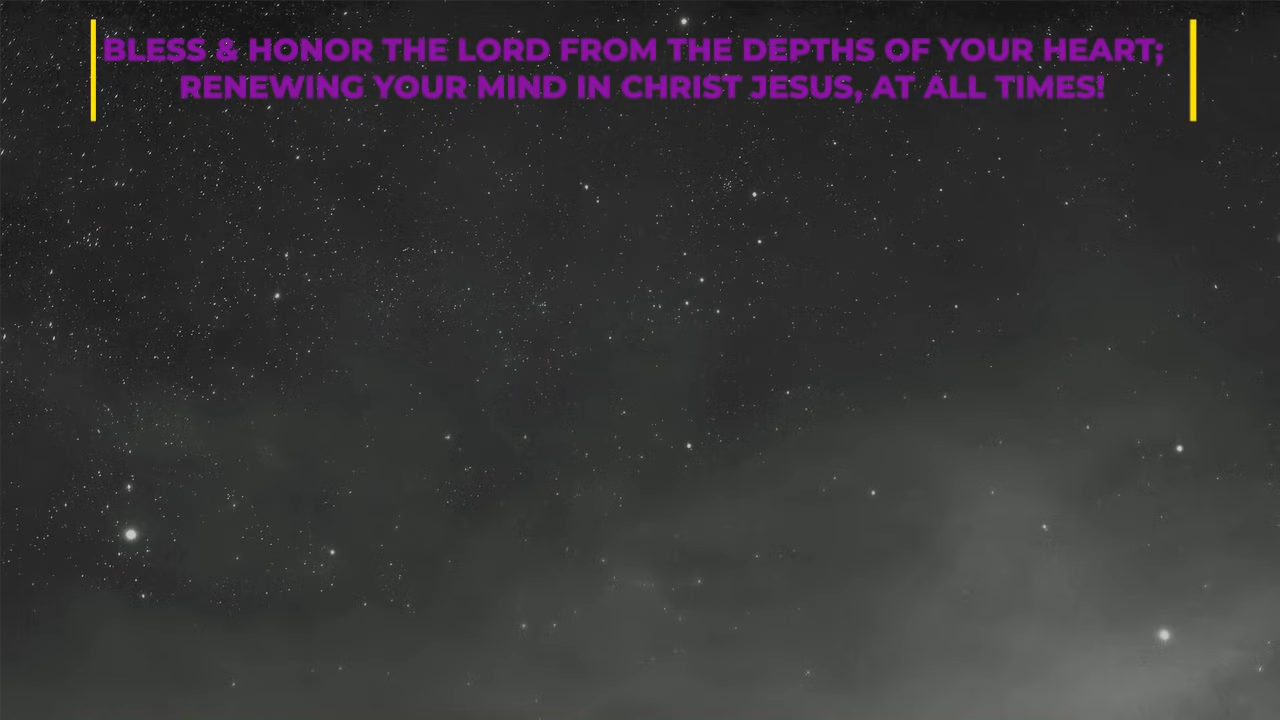 BLESS & HONOR THE LORD FROM THE DEPTHS OF YOUR HEART;
RENEWING YOUR MIND IN CHRIST JESUS, AT ALL TIMES!